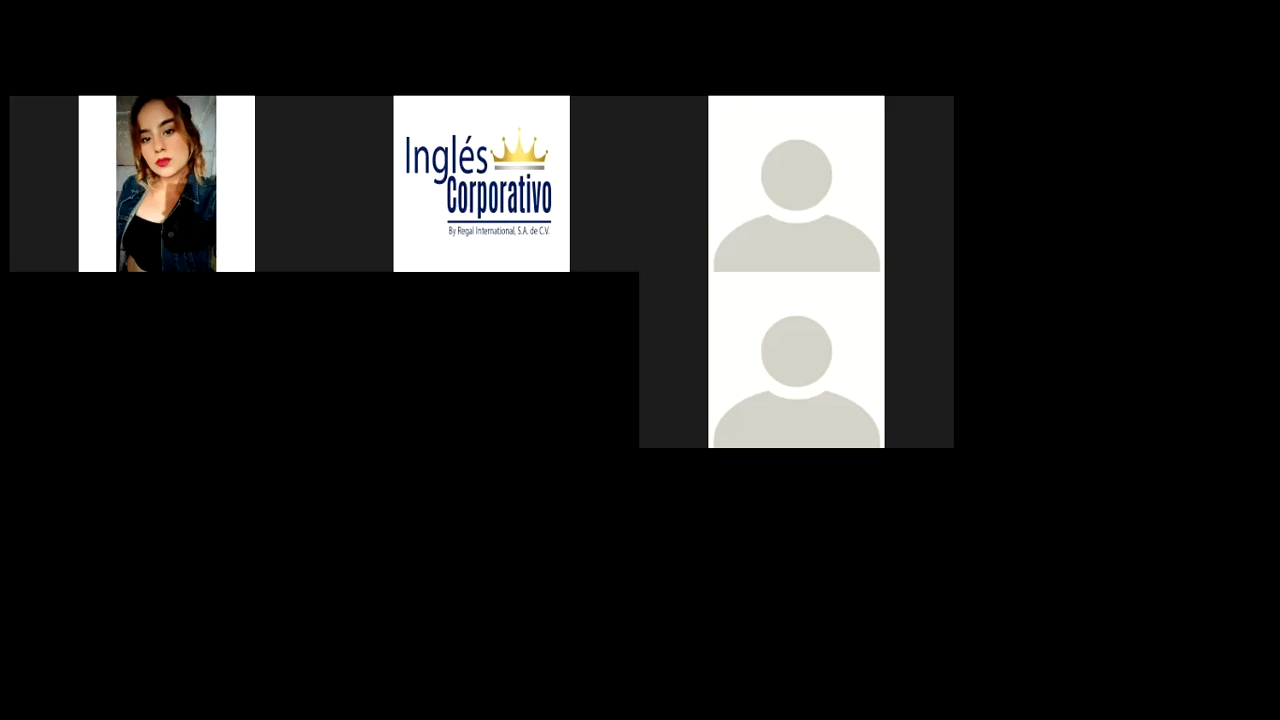 Inglés
Corporativo
By Regal International, S.A. de C.V.